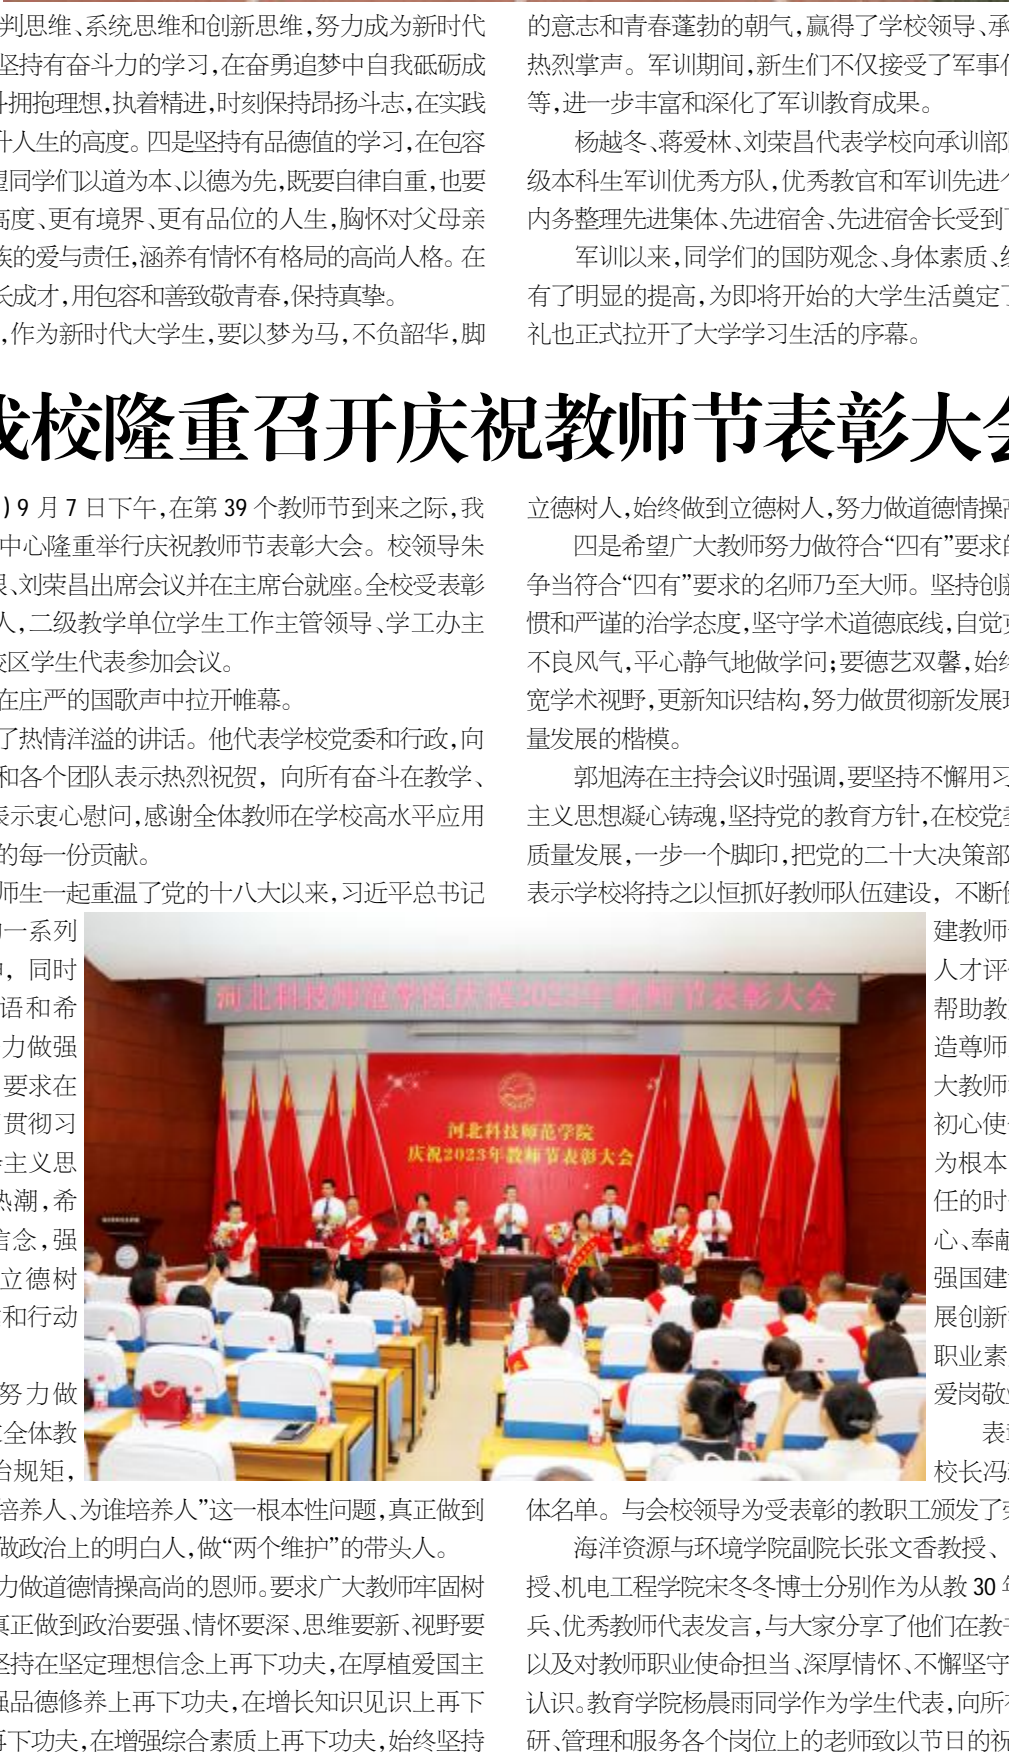 判思维、系统思维和创新思维,努力成为新时代
坚持有奋斗力的学习,在奋勇追梦中自我砥砺成
拥抱理想,执着精进,时刻保持昂扬斗志,在实践
升人生的高度。四是坚持有品德值的学习,在包容
望同学们以道为本、以德为先,既要自律自重,也要
高度、更有境界、更有品位的人生,胸怀对父母亲
族的爱与责任,涵养有情怀有格局的高尚人格。在
长成才,用包容和善致敬青春,保持真挚。
,作为新时代大学生,要以梦为马,不负韶华,脚
的意志和青春蓬勃的朝气,赢得了学校领导、承
热烈掌声。军训期间,新生们不仅接受了军事
等,进一步丰富和深化了军训教育成果。
杨越冬、蒋爱林、刘荣昌代表学校向承训部
级本科生军训优秀方队,优秀教官和军训先进
内务整理先进集体、先进宿舍、先进宿舍长受到
军训以来,同学们的国防观念、身体素质、
有了明显的提高,为即将开始的大学生活奠定了
礼也正式拉开了大学学习生活的序幕。
我校隆重召开庆祝教师节表彰大会
)9月7日下午,在第39个教师节到来之际,我
中心隆重举行庆祝教师节表彰大会。校领导朱
、刘荣昌出席会议并在主席台就座。全校受表彰
人,二级教学单位学生工作主管领导、学工办主
校区学生代表参加会议。
在庄严的国歌声中拉开帷幕。
了热情洋溢的讲话。他代表学校党委和行政,向
和各个团队表示热烈祝贺,向所有奋斗在教学、
表示衷心慰问,感谢全体教师在学校高水平应用
的每一份贡献。
师生一起重温了党的十八大以来,习近平总书记
的一系列
,同时
语和希
力做强
要求在
贯彻习
主义思
热潮,希
信念,强
立德树
和行动
努力做
全体教
治规矩,
培养人、为谁培养人”这一根本性问题,真正做到
做政治上的明白人,做“两个维护”的带头人。
力做道德情操高尚的恩师。要求广大教师牢固树
真正做到政治要强、情怀要深、思维要新、视野要
坚持在坚定理想信念上再下功夫,在厚植爱国主
强品德修养上再下功夫,在增长知识见识上再下
再下功夫,在增强综合素质上再下功夫,始终坚持
立德树人,始终做到立德树人,努力做道德情操高
四是希望广大教师努力做符合“四有”要求的
争当符合“四有”要求的名师乃至大师。坚持创新
惯和严谨的治学态度,坚守学术道德底线,自觉
不良风气,平心静气地做学问;要德艺双馨,始终
宽学术视野,更新知识结构,努力做贯彻新发展理
量发展的楷模。
郭旭涛在主持会议时强调,要坚持不懈用习
主义思想凝心铸魂,坚持党的教育方针,在校党委
质量发展,一步一个脚印,把党的二十大决策部
表示学校将持之以恒抓好教师队伍建设,不断
河北科技师范学院庆祝2023年教师节表彰大会
河北科技师范学院
庆祝2023年教师节表彰大会
建教师
人才评
帮助教
造尊师
大教师
初心使
为根本
任的时
心、奉献
强国建
展创新
职业素
爱岗敬业
表彰
校长冯
体名单。与会校领导为受表彰的教职工颁发了荣
海洋资源与环境学院副院长张文香教授、
授、机电工程学院宋冬冬博士分别作为从教30年
兵、优秀教师代表发言,与大家分享了他们在教书
以及对教师职业使命担当、深厚情怀、不懈坚守
认识。教育学院杨晨雨同学作为学生代表,向所有
研、管理和服务各个岗位上的老师致以节日的祝